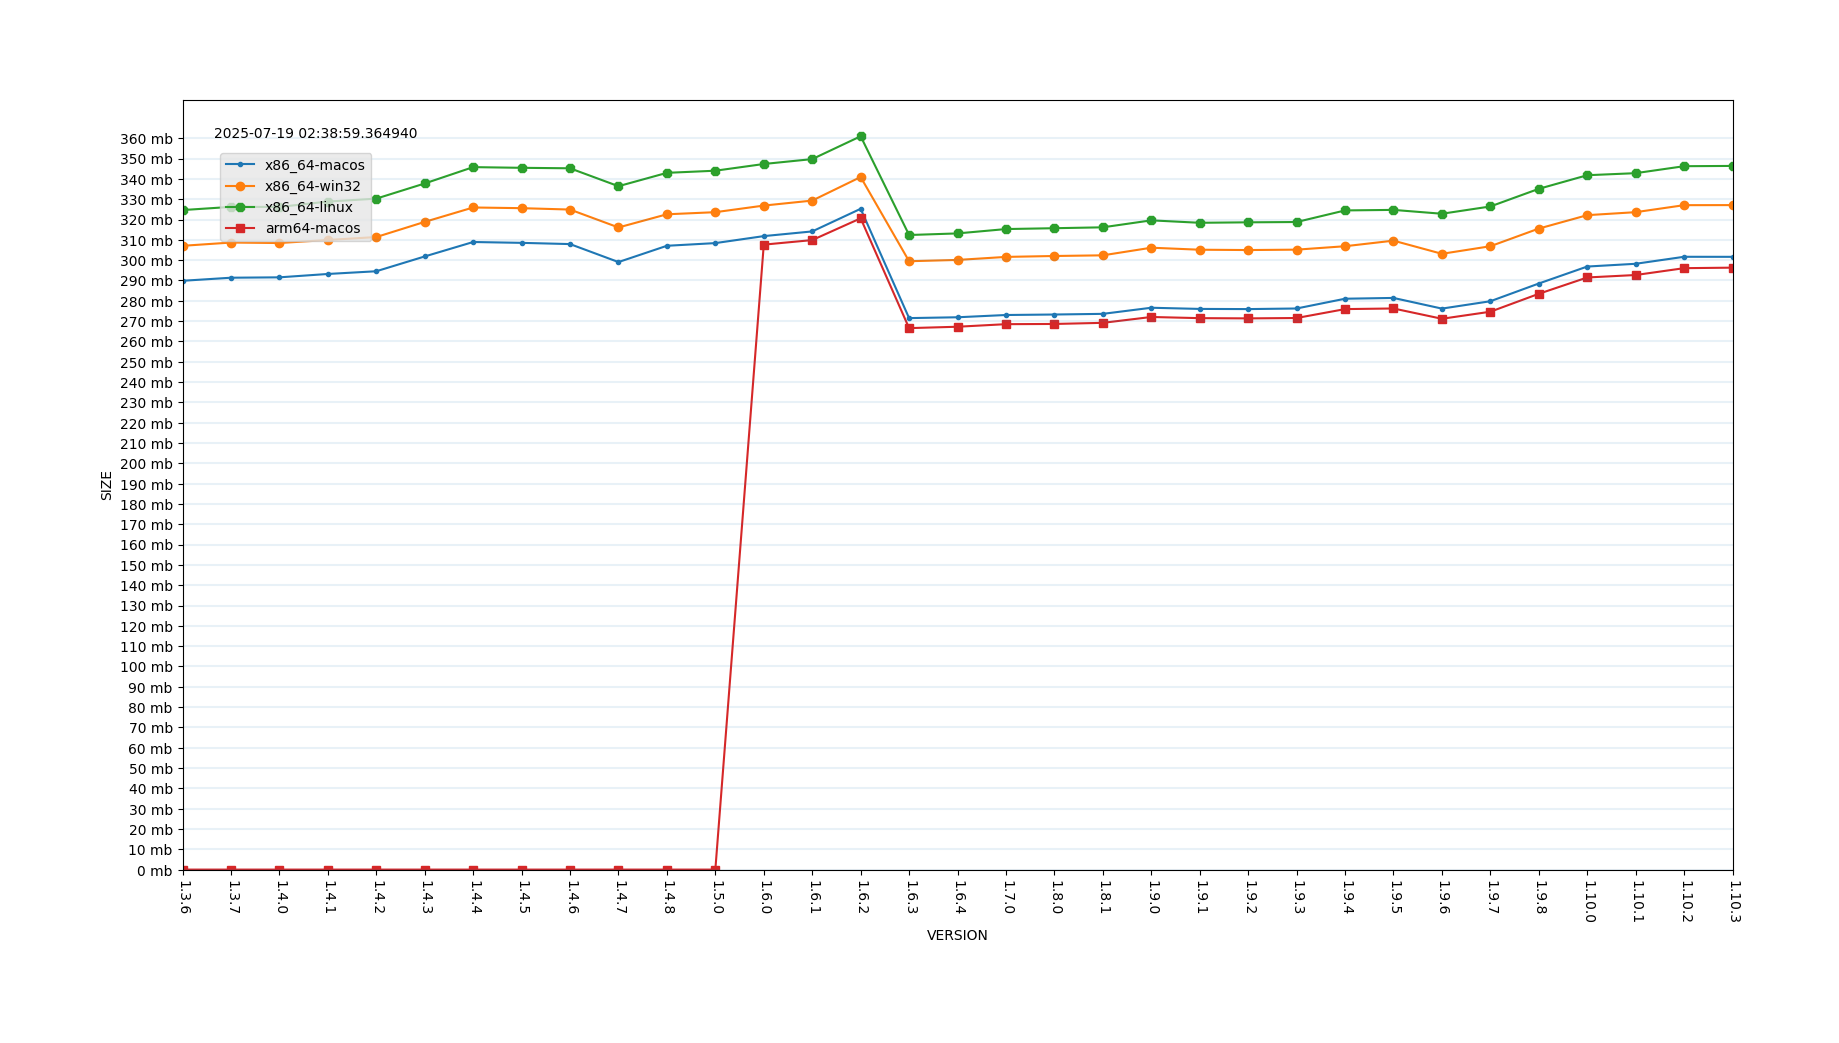 2025-07-19 02:38:59.364940
x86_64-macos
x86_64-win32
x86_64-linux
arm64-macos
SIZE
360 mb
350 mb
340 mb
330 mb
320 mb
310 mb
300 mb
290 mb
280 mb
270 mb
260 mb
250 mb
240 mb
230 mb
220 mb
210 mb
200 mb
190 mb
180 mb
170 mb
160 mb
150 mb
140 mb
130 mb
120 mb
110 mb
100 mb
90 mb
80 mb
70 mb
60 mb
50 mb
40 mb
30 mb
20 mb
10 mb
0 mb
1.3.6
1.3.7
1.4.0
1.4.1
1.4.2
1.4.3
1.4.4
1.4.5
1.4.6
1.4.7
1.4.8
1.5.0
1.6.0
1.6.1
1.6.2
1.6.3
1.6.4
1.7.0
1.8.0
1.8.1
1.9.0
1.9.1
1.9.2
1.9.3
1.9.4
1.9.5
1.9.6
1.9.7
1.9.8
1.10.0
1.10.1
1.10.2
1.10.3
VERSION